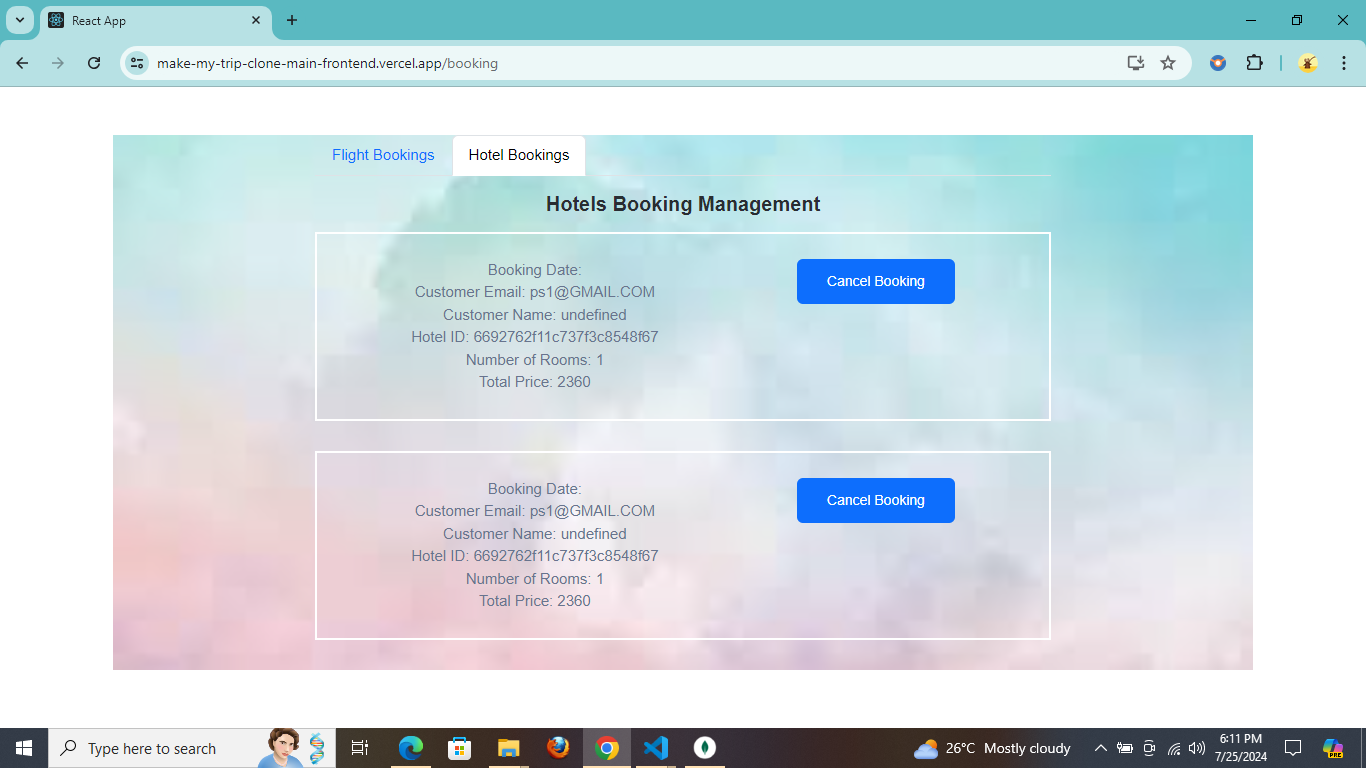 React App
make-my-trip-clone-main-frontend.vercel.app/booking
Flight Bookings
Hotel Bookings
Hotels Booking Management
Booking Date:
Customer Email: ps1@GMAIL.COM
Customer Name: undefined
Hotel ID: 6692762f11c737f3c8548f67
Number of Rooms: 1
Total Price: 2360
Cancel Booking
Booking Date:
Customer Email: ps1@GMAIL.COM
Customer Name: undefined
Hotel ID: 6692762f11c737f3c8548f67
Number of Rooms: 1
Total Price: 2360
Cancel Booking
Type here to search
26°C Mostly cloudy
6:11 PM
7/25/2024
PRE